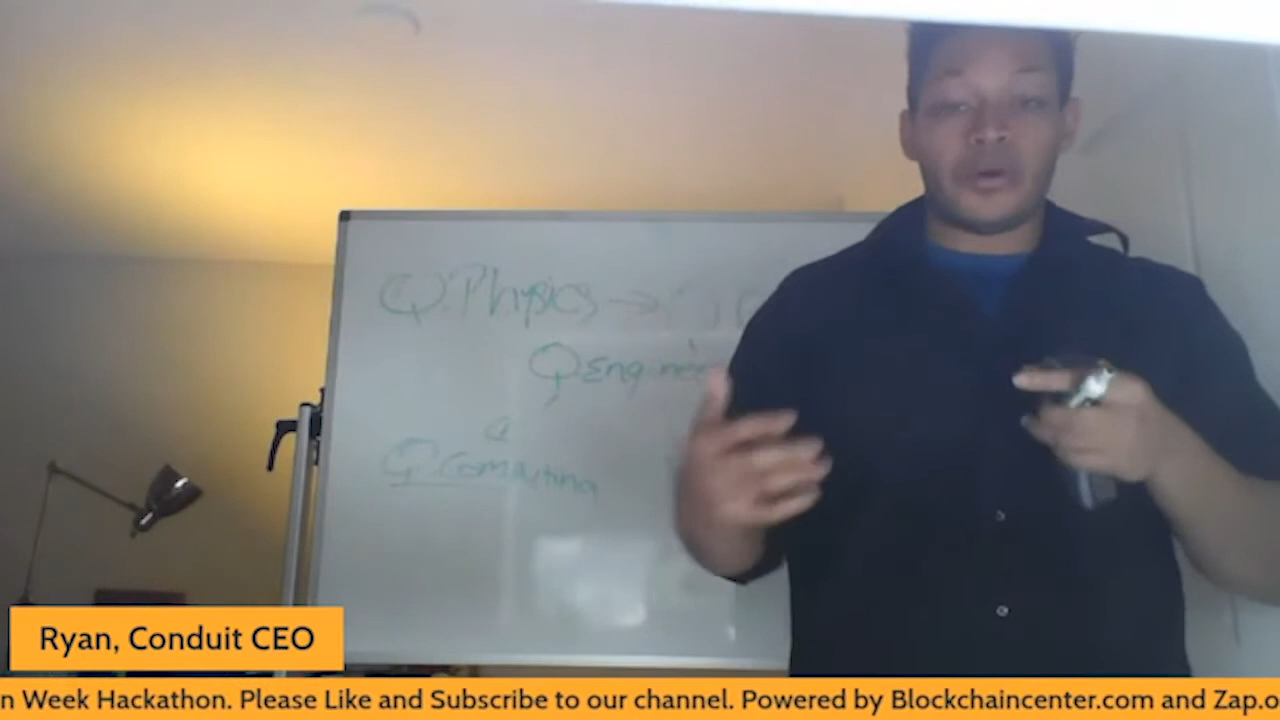 Q. Physics →
Q Engineer
Q Computing
Ryan, Conduit CEO
n Week Hackathon. Please Like and Subscribe to our channel. Powered by Blockchaincenter.com and Zap.o